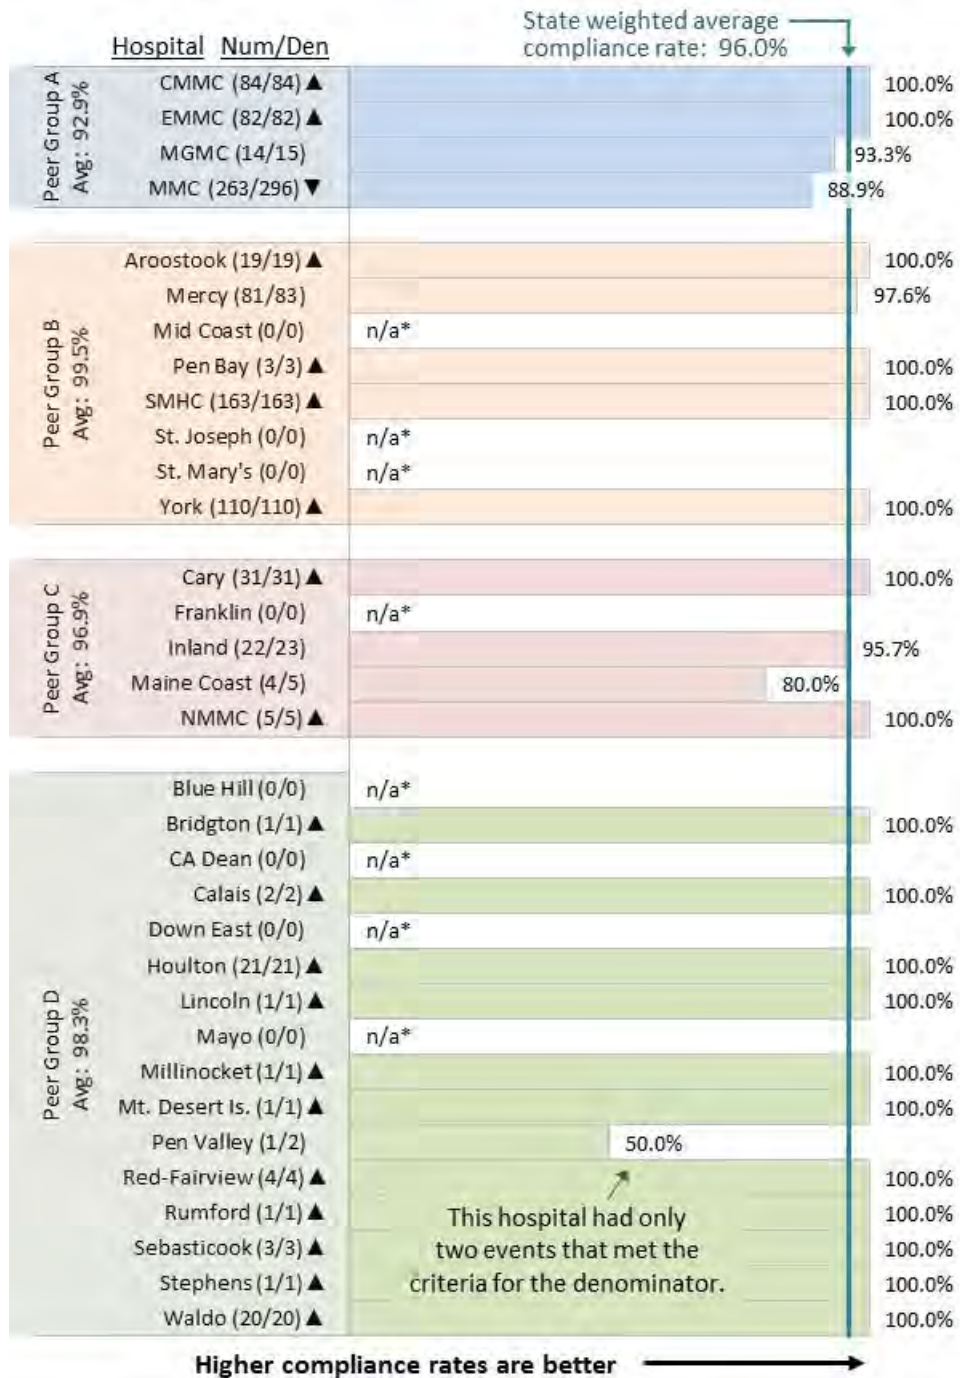 State weighted average
compliance rate: 96.0%
Hospital Num/Den
Peer Group A
Avg: 92.9%
CMMC (84/84) ▲ 100.0%
EMMC (82/82) ▲ 100.0%
MGMC (14/15) 93.3%
MMC (263/296) ▼ 88.9%
Peer Group B
Avg: 99.5%
Aroostook (19/19) ▲ 100.0%
Mercy (81/83) 97.6%
Mid Coast (0/0) n/a*
Pen Bay (3/3) ▲ 100.0%
SMHC (163/163) ▲ 100.0%
St. Joseph (0/0) n/a*
St. Mary's (0/0) n/a*
York (110/110) ▲ 100.0%
Peer Group C
Avg: 96.9%
Cary (31/31) ▲ 100.0%
Franklin (0/0) n/a*
Inland (22/23) 95.7%
Maine Coast (4/5) 80.0%
NMMC (5/5) ▲ 100.0%
Peer Group D
Avg: 98.3%
Blue Hill (0/0) n/a*
Bridgton (1/1) ▲ 100.0%
CA Dean (0/0) n/a*
Calais (2/2) ▲ 100.0%
Down East (0/0) n/a*
Houlton (21/21) ▲ 100.0%
Lincoln (1/1) ▲ 100.0%
Mayo (0/0) n/a*
Millinocket (1/1) ▲ 100.0%
Mt. Desert Is. (1/1) ▲ 100.0%
Pen Valley (1/2) 50.0%
Red-Fairview (4/4) ▲ 100.0%
Rumford (1/1) ▲ 100.0%
Sebasticook (3/3) ▲ 100.0%
Stephens (1/1) ▲ 100.0%
Waldo (20/20) ▲ 100.0%
This hospital had only
two events that met the
criteria for the denominator.
Higher compliance rates are better